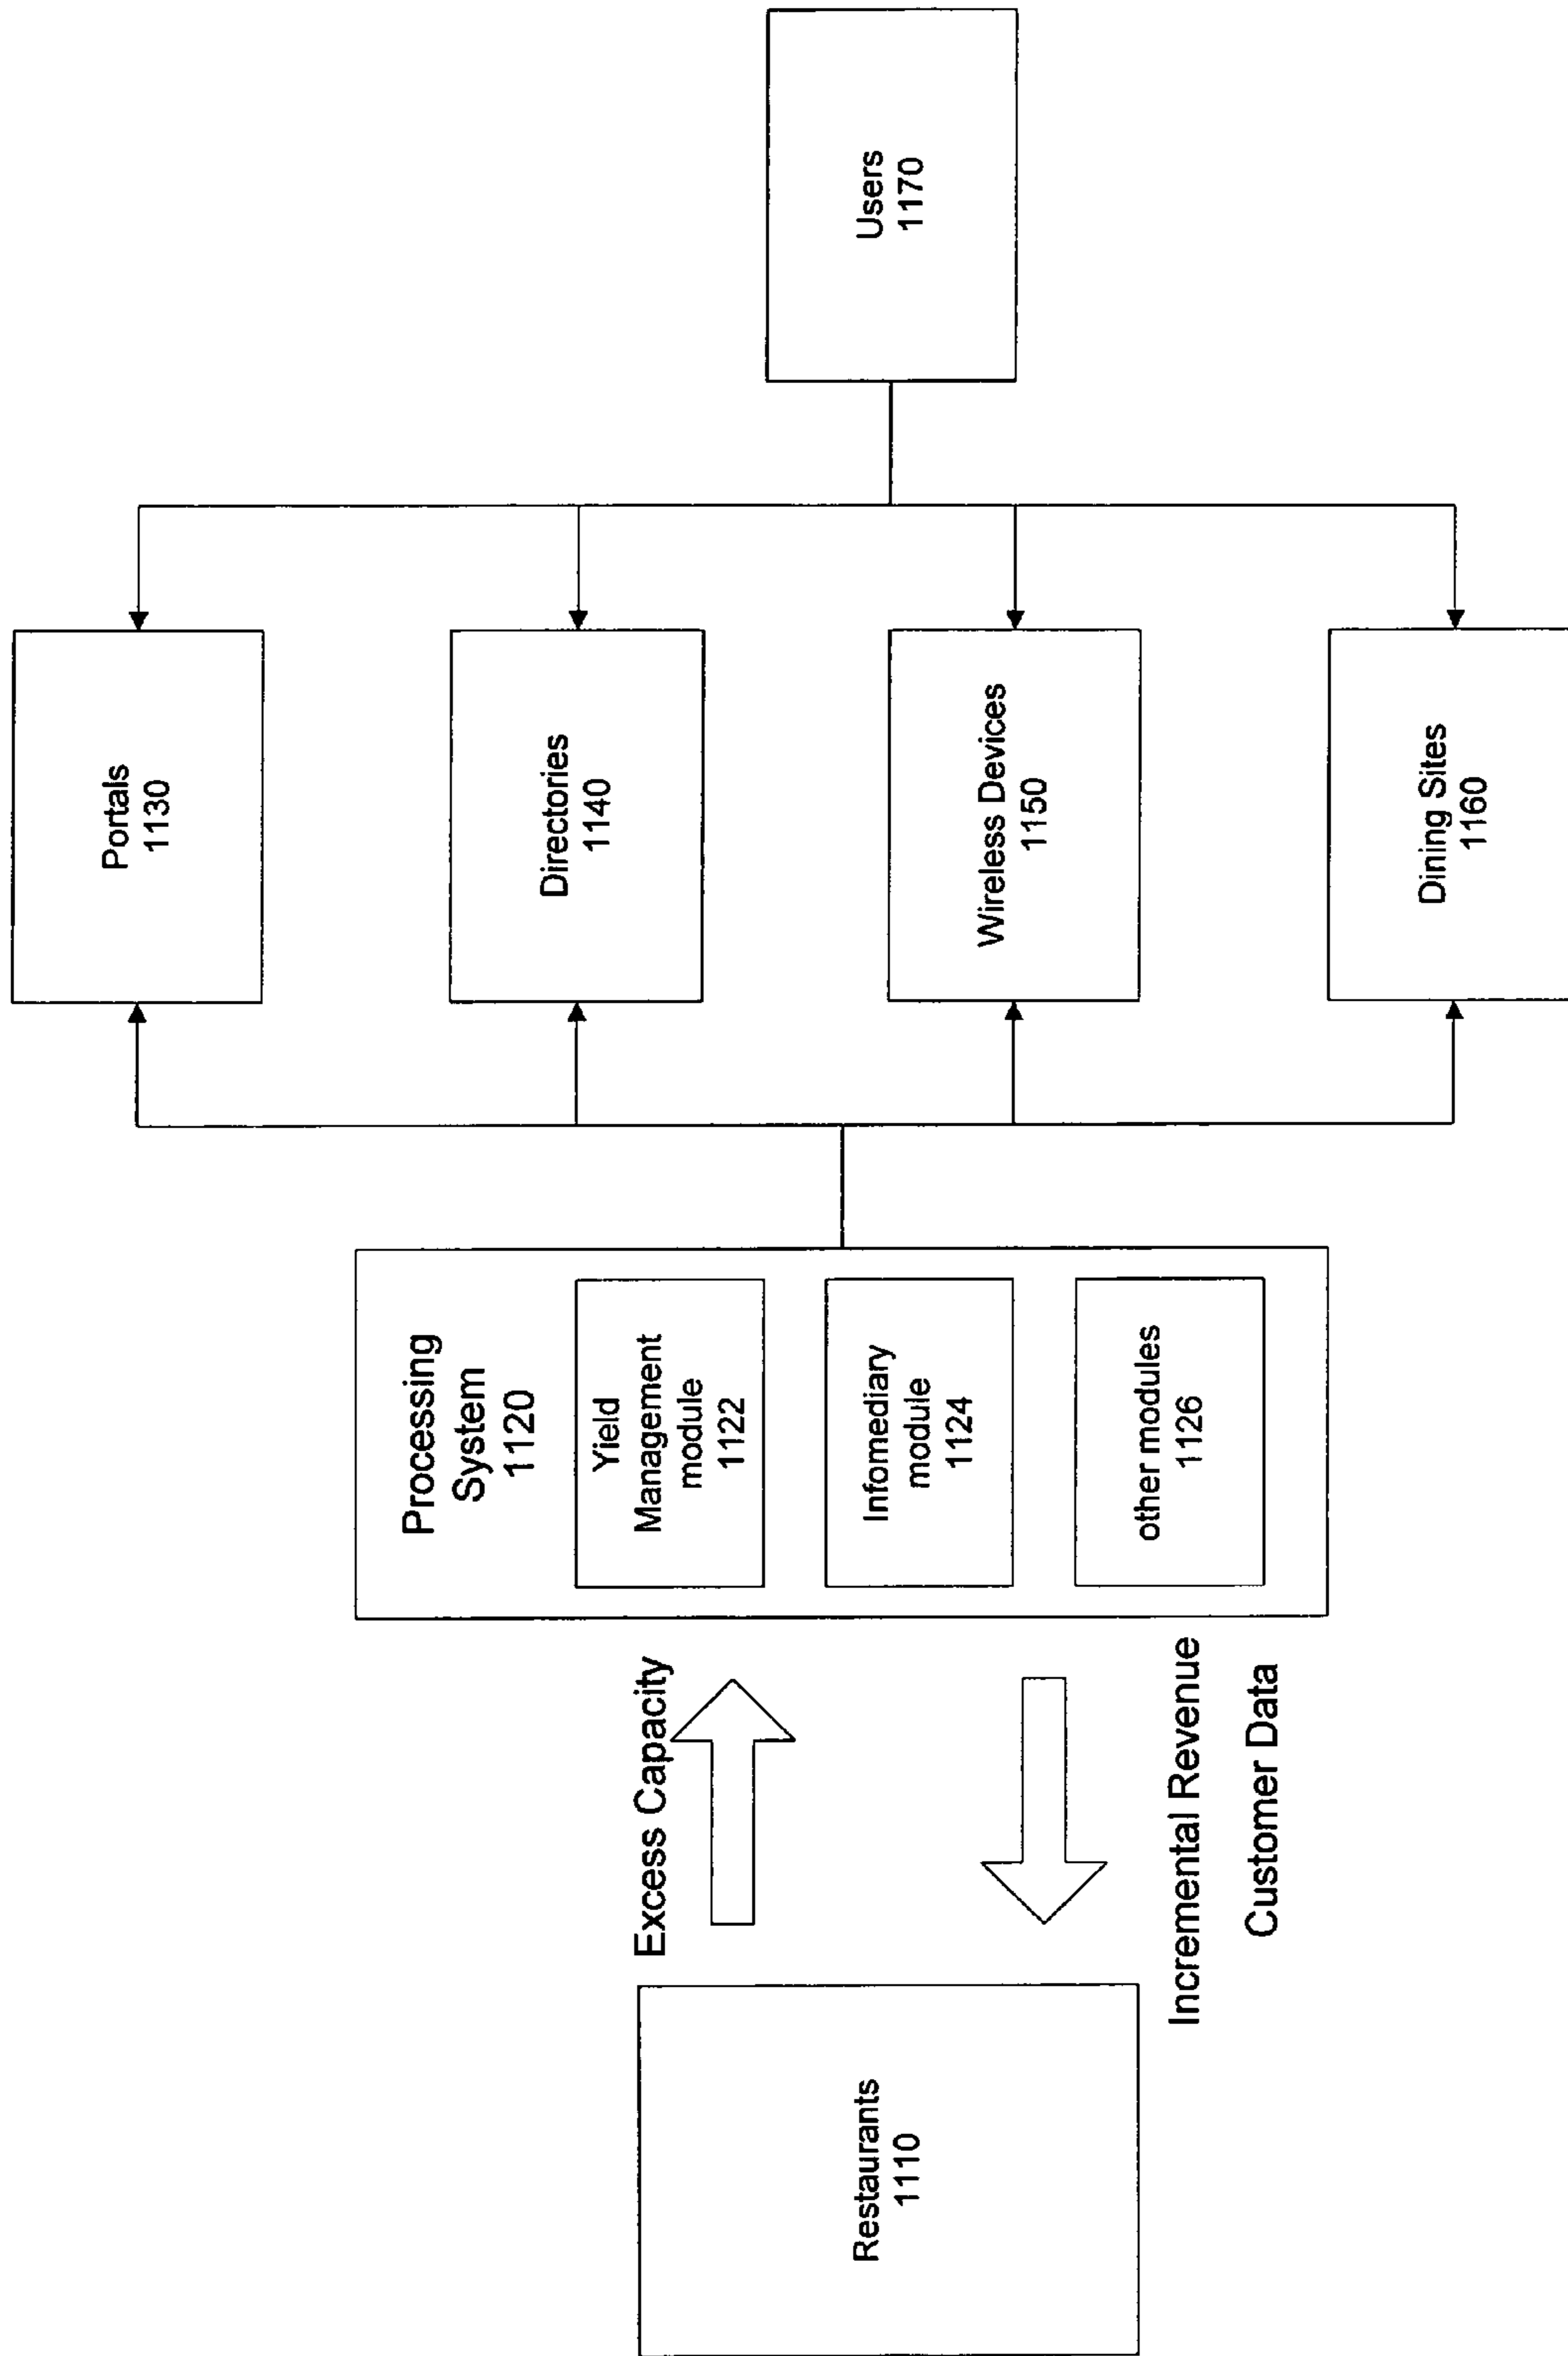 Restaurants
1110
Excess Capacity
Incremental Revenue
Customer Data
Processing
System
1120
Yield
Management
module
1122
Infomediary
module
1124
other modules
1126
Portals
1130
Directories
1140
Wireless Devices
1150
Dining Sites
1160
Users
1170